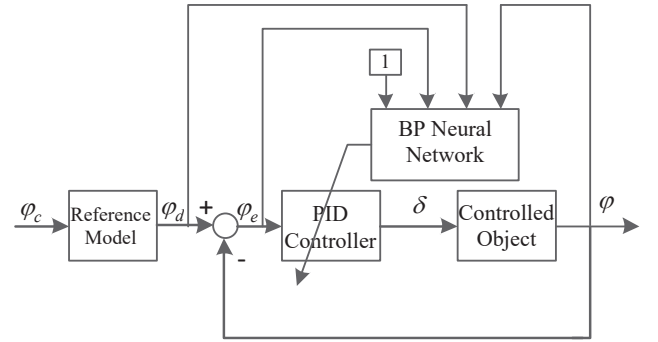 1
BP Neural
Network
φc
Reference
Model
φd
+
-
φe
PID
Controller
δ
Controlled
Object
φ